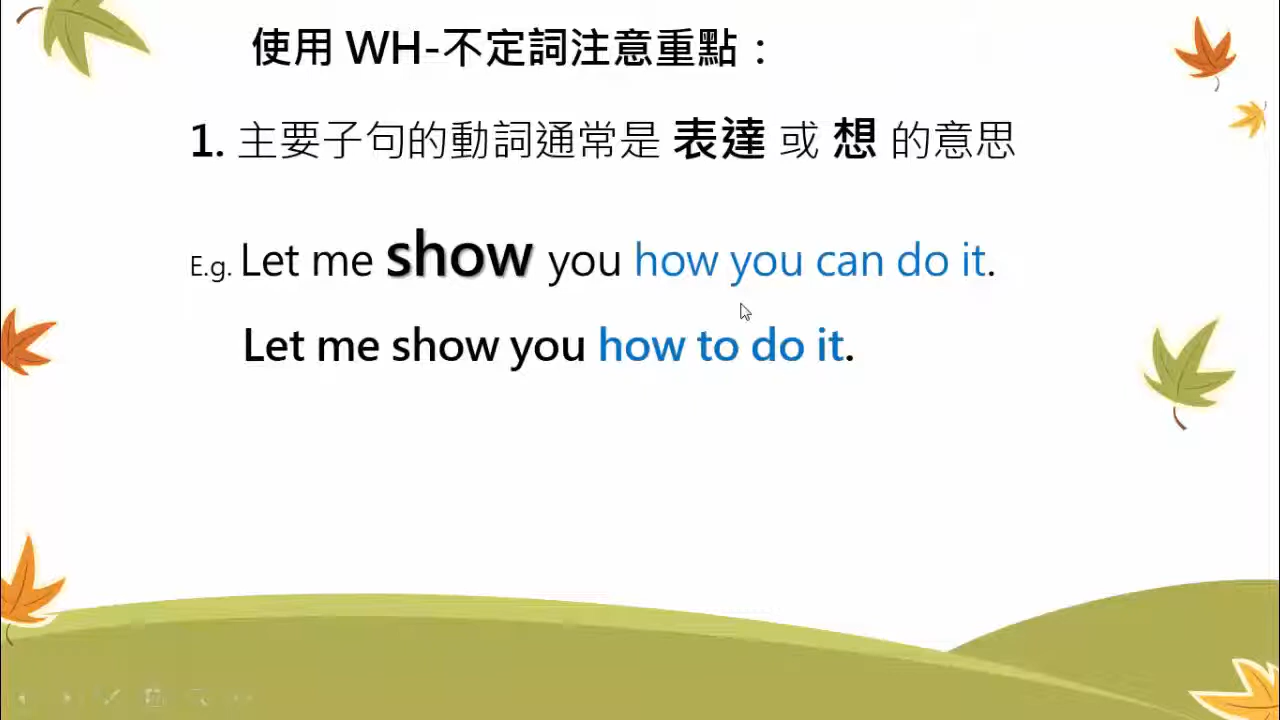 使用 WH-不定詞注意重點：
1. 主要子句的動詞通常是 表達 或 想 的意思
E.g. Let me show you how you can do it.
Let me show you how to do it.